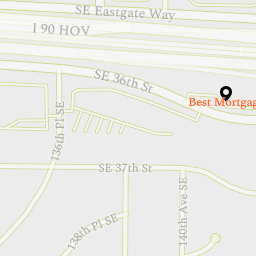 SE Eastgate Way
I 90 HOV
SE 36th St
Best Mortgag
136th Pl SE
SE 37th St
140th Ave SE
138th Pl SE